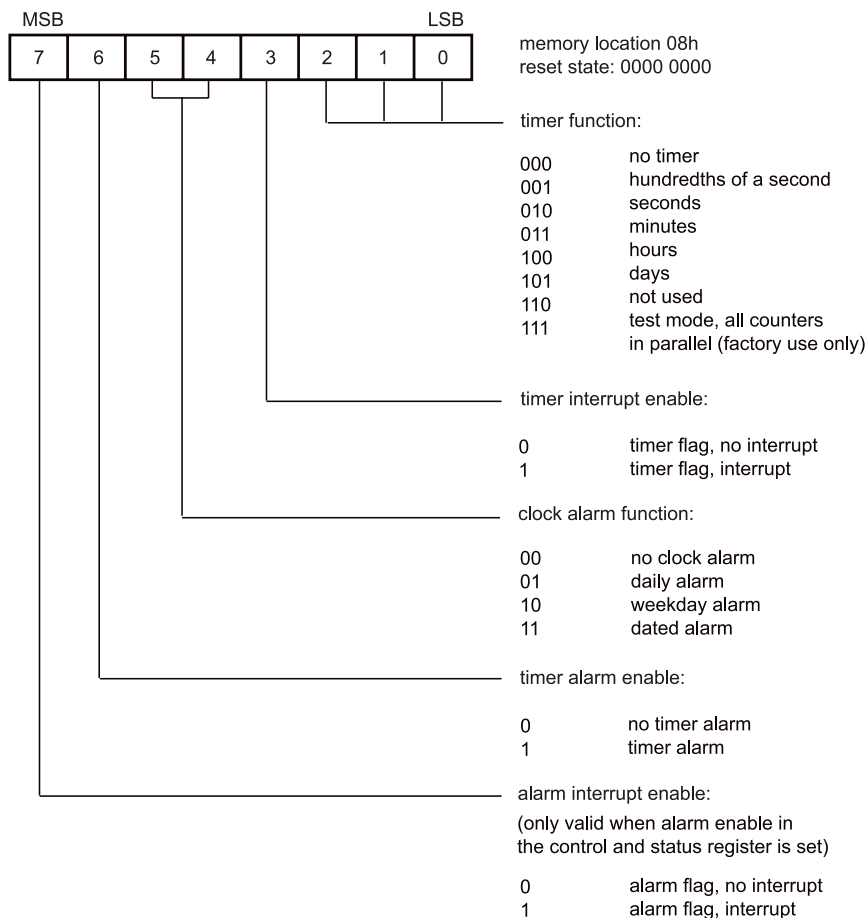 MSB LSB
7 6 5 4 3 2 1 0
memory location 08h
reset state: 0000 0000
timer function:
000 no timer
001 hundredths of a second
010 seconds
011 minutes
100 hours
101 days
110 not used
111 test mode, all counters
in parallel (factory use only)
timer interrupt enable:
0 timer flag, no interrupt
1 timer flag, interrupt
clock alarm function:
00 no clock alarm
01 daily alarm
10 weekday alarm
11 dated alarm
timer alarm enable:
0 no timer alarm
1 timer alarm
alarm interrupt enable:
(only valid when alarm enable in
the control and status register is set)
0 alarm flag, no interrupt
1 alarm flag, interrupt